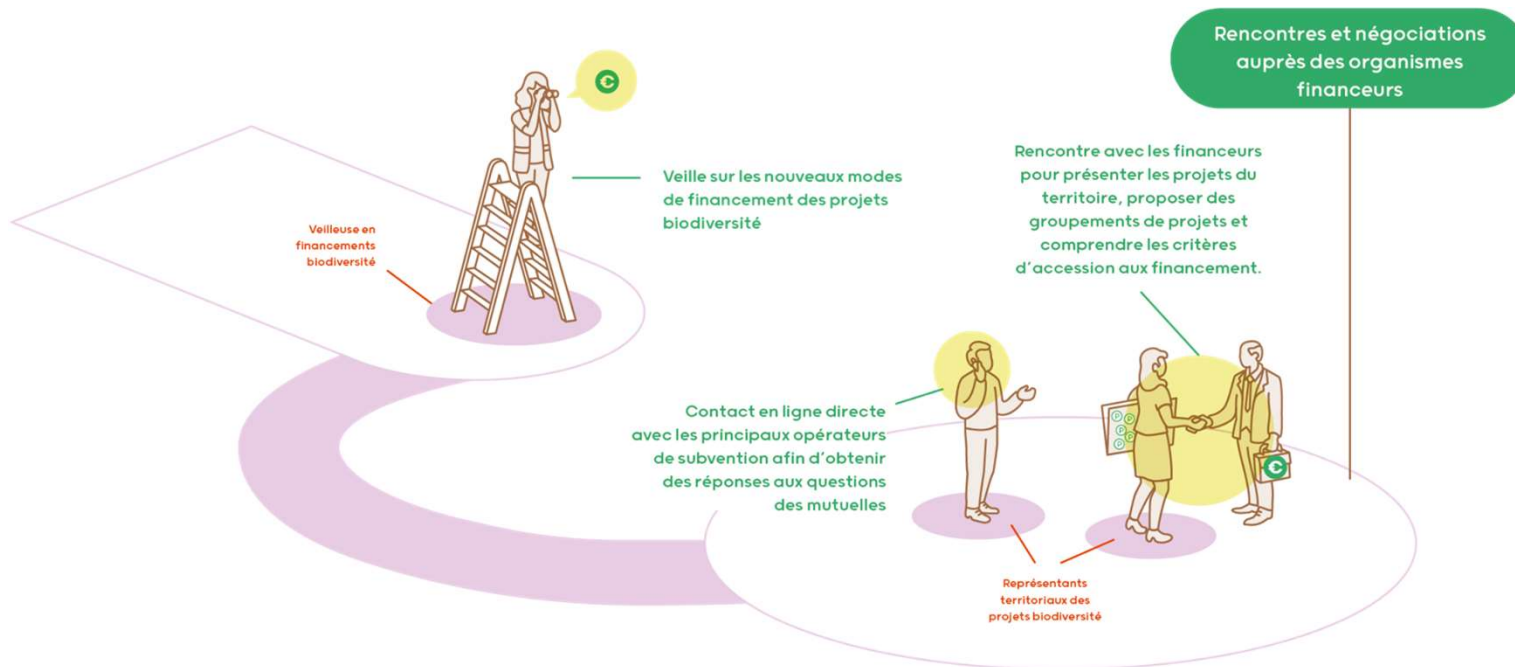 Rencontres et négociations
auprès des organismes
financeurs
€
Veille sur les nouveaux modes
de financement des projets
biodiversité
Veilleuse en
financements
biodiversité
Rencontre avec les financeurs
pour présenter les projets du
territoire, proposer des
groupements de projets et
comprendre les critères
d'accession aux financement.
Contact en ligne directe
avec les principaux opérateurs
de subvention afin d'obtenir
des réponses aux questions
des mutuelles
P P
P P
P
€
Représentants
territoriaux des
projets biodiversité